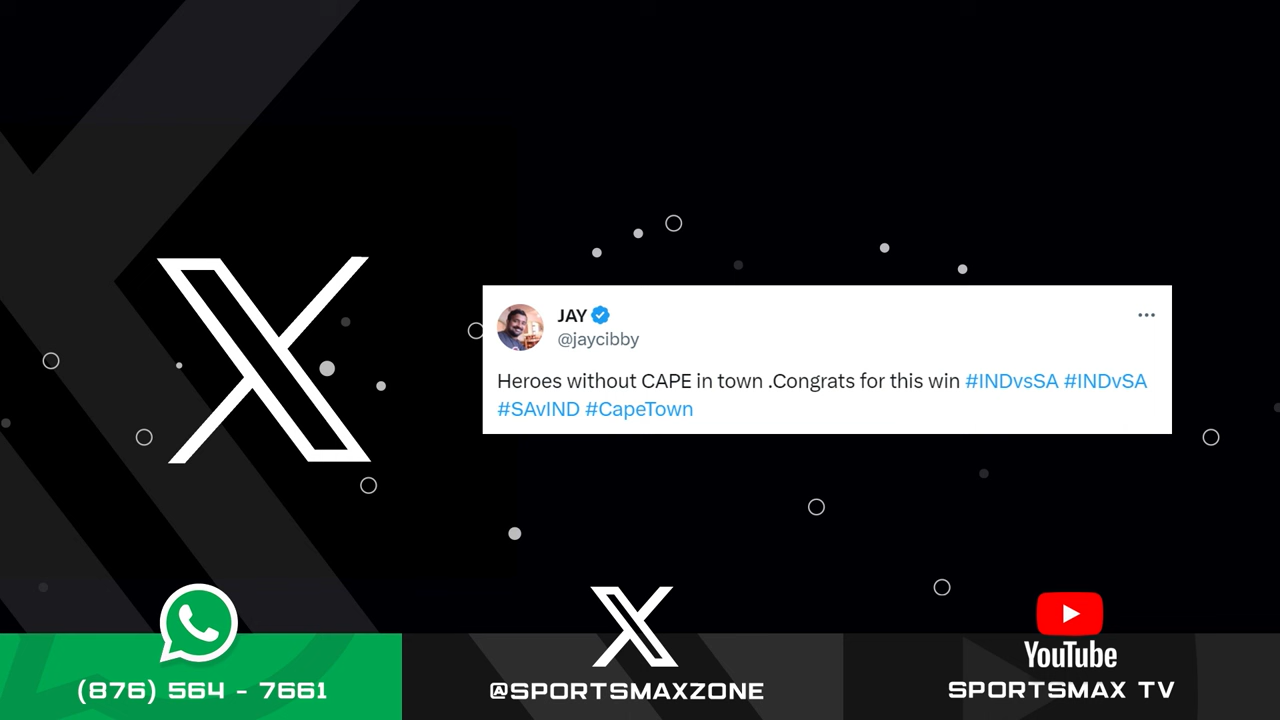 JAY
@jaycibby
Heroes without CAPE in town .Congrats for this win #INDvsSA #INDvSA
#SAvIND #CapeTown
(876) 564 - 7661
@SPORTSMAXZONE
YouTube
SPORTSMAX TV